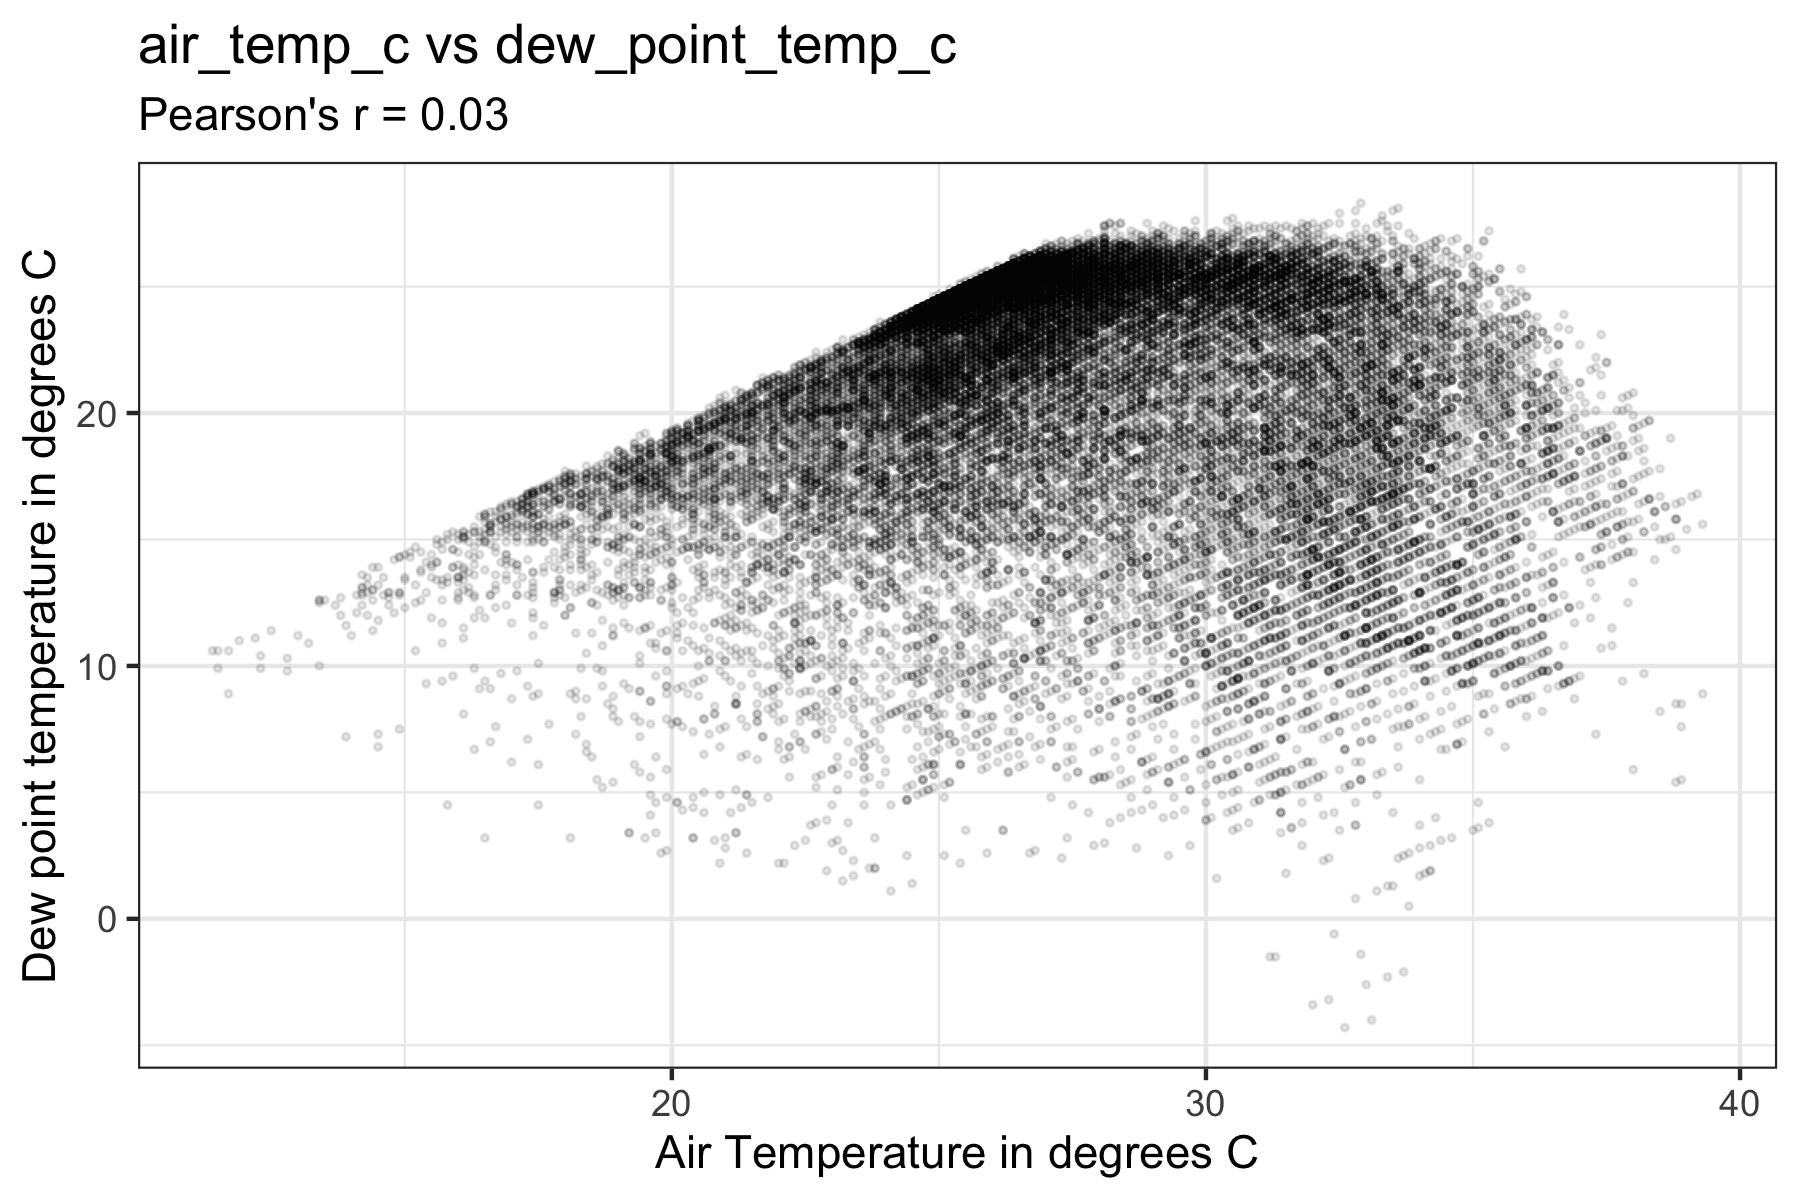 air_temp_c vs dew_point_temp_c
Pearson's r = 0.03
Dew point temperature in degrees C
20
10
0
20
30
40
Air Temperature in degrees C